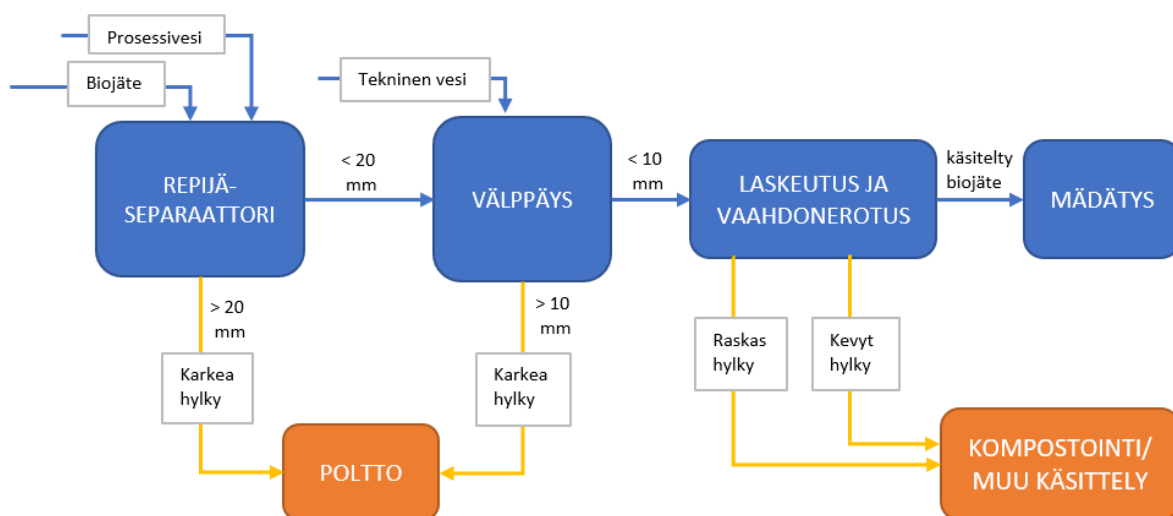 Prosessivesi
Biojäte
Tekninen vesi
REPIJÄ-
SEPARAATTORI
< 20
mm
VÄLPPÄYS
< 10
mm
LASKEUTUS JA
VAAHDONEROTUS
käsitelty
biojäte
MÄDÄTYS
> 20
mm
> 10
mm
Karkea
hylky
Karkea
hylky
Raskas
hylky
Kevyt
hylky
POLTTO
KOMPOSTOINTI/
MUU KÄSITTELY